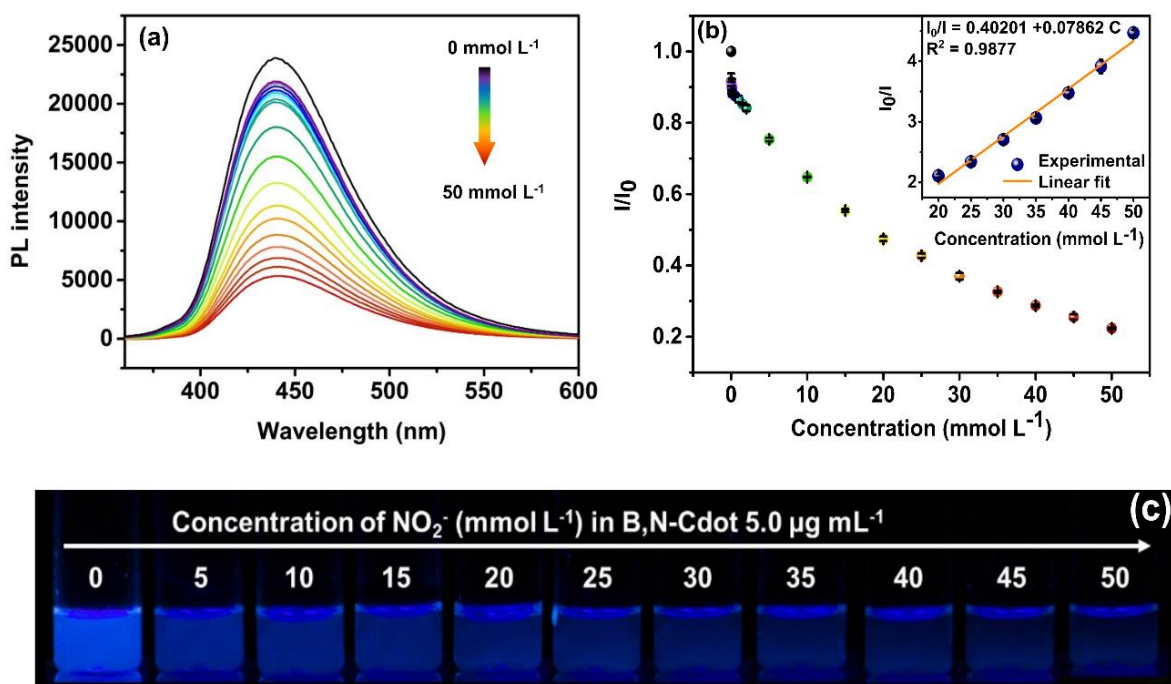 (a)
0 mmol L⁻¹
50 mmol L⁻¹
PL intensity
25000
20000
15000
10000
5000
0
400 450 500 550 600
Wavelength (nm)
(b)
I/I₀
1.0
0.8
0.6
0.4
0.2
0 10 20 30 40 50
Concentration (mmol L⁻¹)
I₀/I = 0.40201 +0.07862 C
R² = 0.9877
I₀/I
4
3
2
Experimental
Linear fit
20 25 30 35 40 45 50
Concentration (mmol L⁻¹)
(c)
Concentration of NO₂⁻ (mmol L⁻¹) in B,N-Cdot 5.0 µg mL⁻¹
0 5 10 15 20 25 30 35 40 45 50